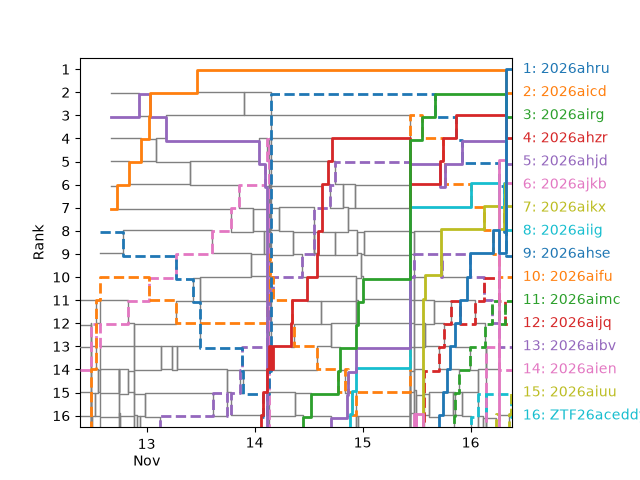 1
2
3
4
5
6
7
8
9
10
11
12
13
14
15
16
Rank
13
14
15
16
Nov
1: 2026ahru
2: 2026aicd
3: 2026airg
4: 2026ahzr
5: 2026ahjd
6: 2026ajkb
7: 2026aikx
8: 2026aiig
9: 2026ahse
10: 2026aifu
11: 2026aimc
12: 2026aijq
13: 2026aibv
14: 2026aien
15: 2026aiuu
16: ZTF26acedd